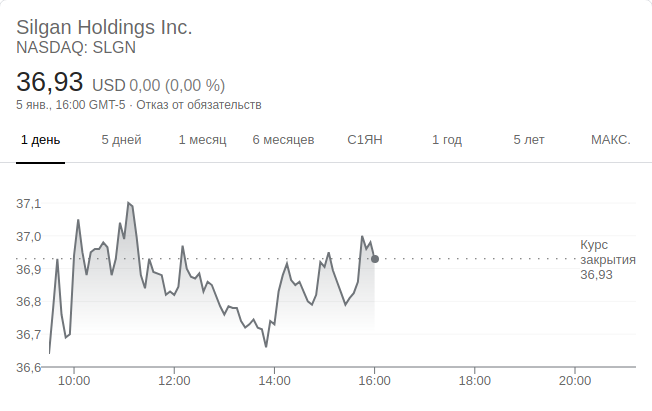 Silgan Holdings Inc.
NASDAQ: SLGN
36,93 USD 0,00 (0,00 %)
5 янв., 16:00 GMT-5 · Отказ от обязательств
1 день 5 дней 1 месяц 6 месяцев С1ЯН 1 год 5 лет МАКС.
37,1
37,0
36,9
36,8
36,7
36,6
Курс
закрытия
36,93
10:00 12:00 14:00 16:00 18:00 20:00